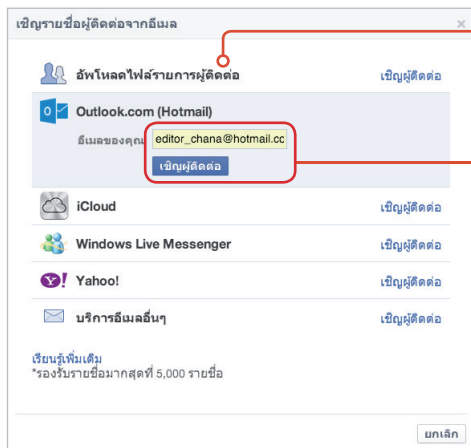 เชิญรายชื่อผู้ติดต่อจากอีเมล ×
อัพโหลดไฟล์รายการผู้ติดต่อ เชิญผู้ติดต่อ
Outlook.com (Hotmail)
อีเมลของคุณ editor_chana@hotmail.cc
เชิญผู้ติดต่อ
iCloud เชิญผู้ติดต่อ
Windows Live Messenger เชิญผู้ติดต่อ
Yahoo! เชิญผู้ติดต่อ
บริการอีเมลอื่นๆ เชิญผู้ติดต่อ
เรียนรู้เพิ่มเติม
*รองรับรายชื่อมากสุดที่ 5,000 รายชื่อ
ยกเลิก